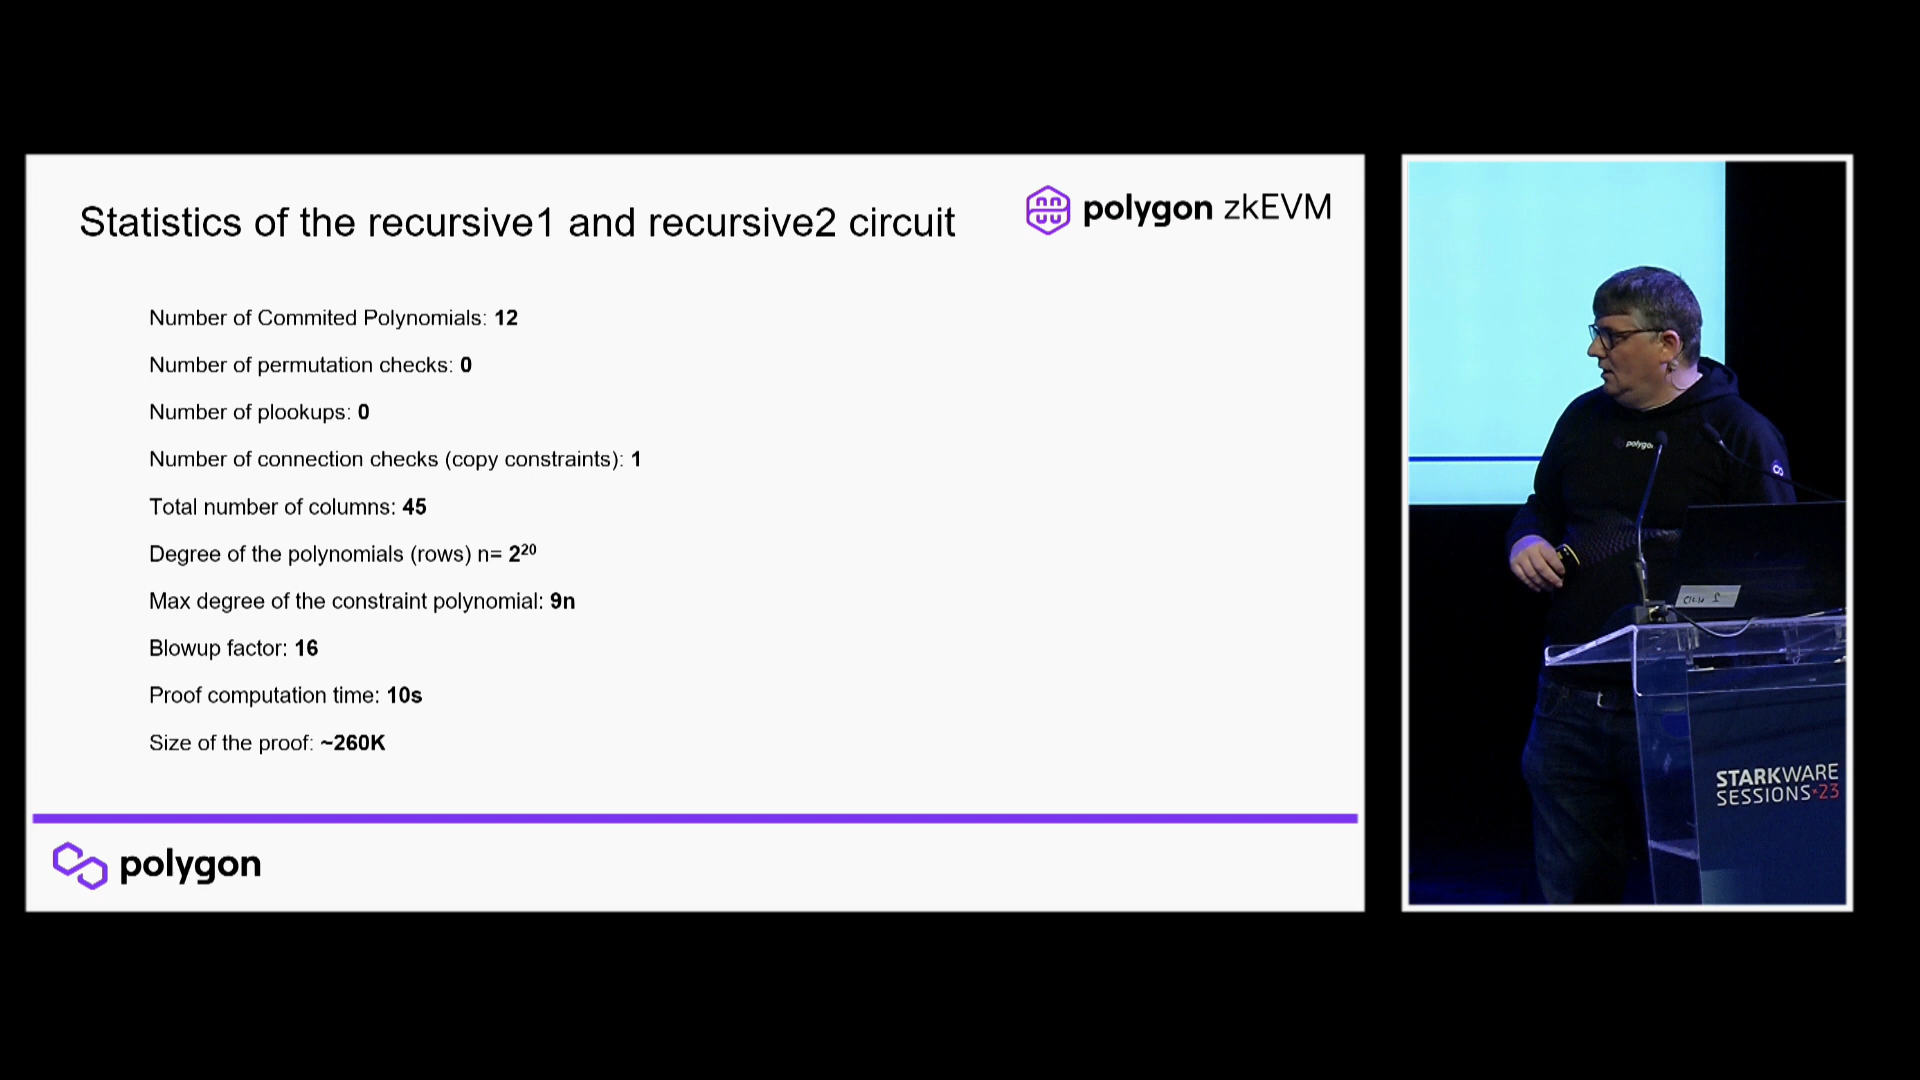 Statistics of the recursive1 and recursive2 circuit
polygon zkEVM
Number of Commited Polynomials: 12
Number of permutation checks: 0
Number of plookups: 0
Number of connection checks (copy constraints): 1
Total number of columns: 45
Degree of the polynomials (rows) n= 2²⁰
Max degree of the constraint polynomial: 9n
Blowup factor: 16
Proof computation time: 10s
Size of the proof: ~260K
polygon
polygon
STARKWARE
SESSIONS 23